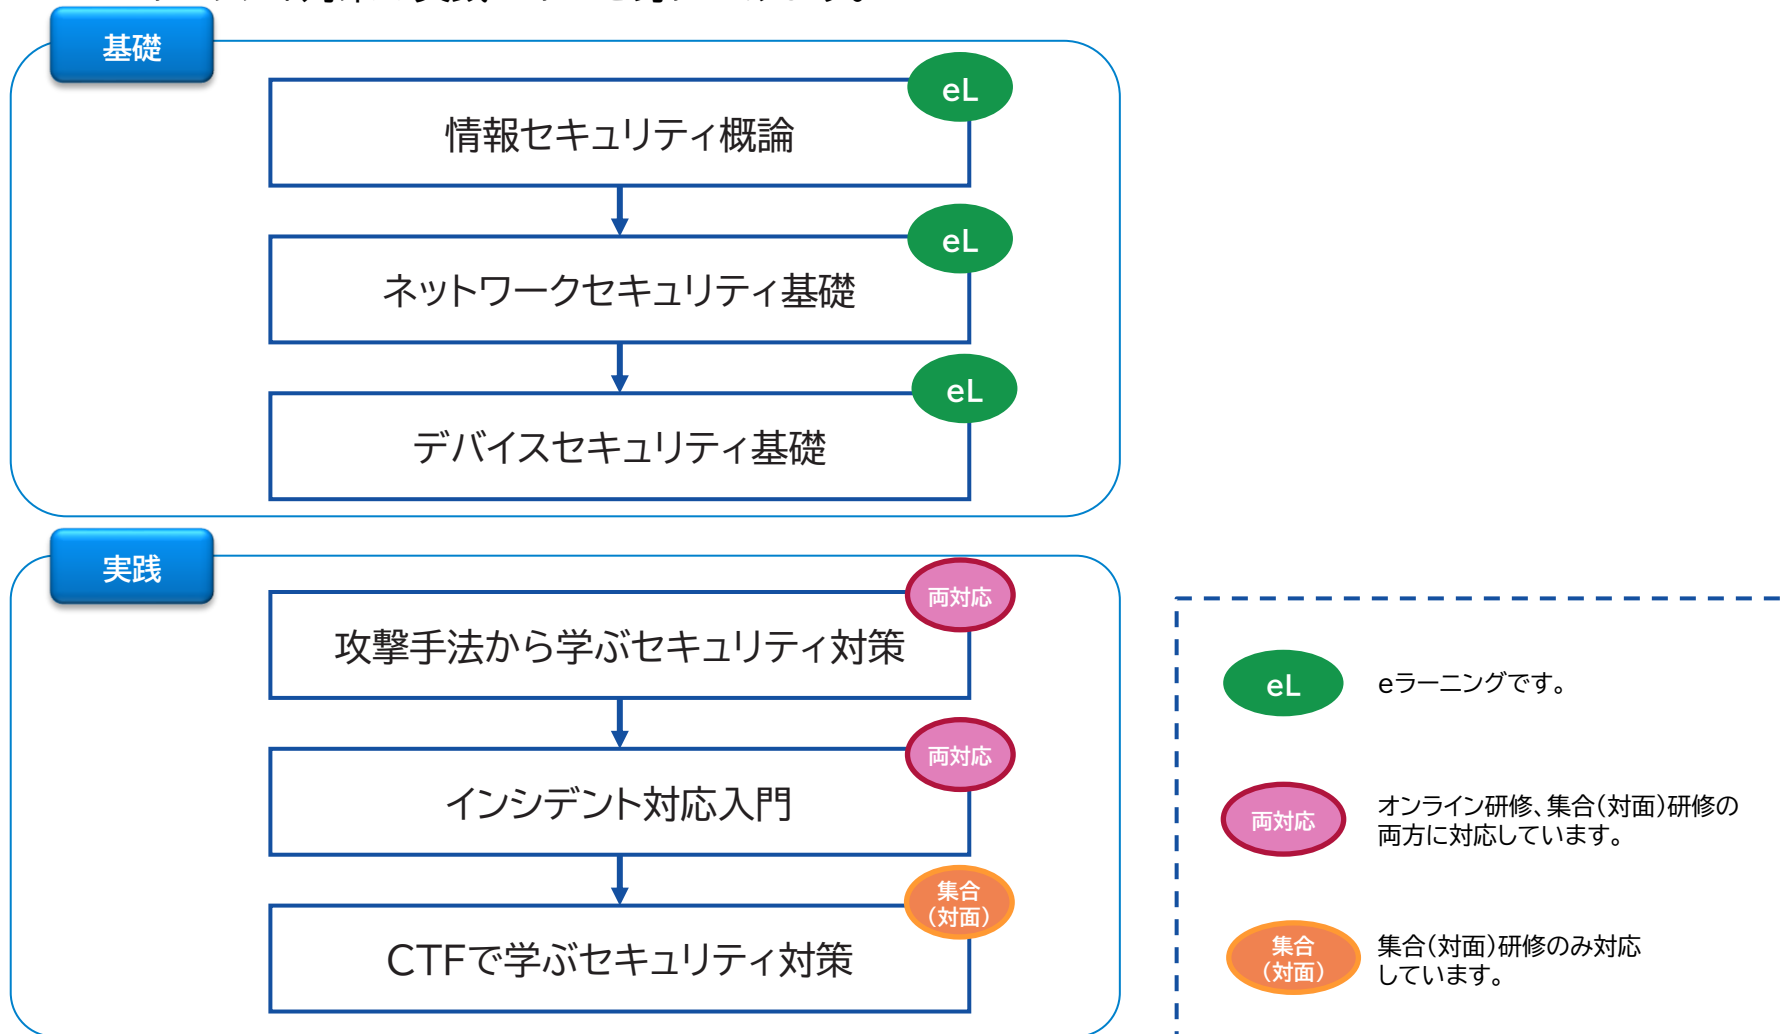 基礎
eL
情報セキュリティ概論
eL
ネットワークセキュリティ基礎
eL
デバイスセキュリティ基礎
実践
両対応
攻撃手法から学ぶセキュリティ対策
両対応
インシデント対応入門
集合
（対面）
CTFで学ぶセキュリティ対策
eL
eラーニングです。
両対応
オンライン研修、集合(対面)研修の
両方に対応しています。
集合
（対面）
集合(対面)研修のみ対応
しています。